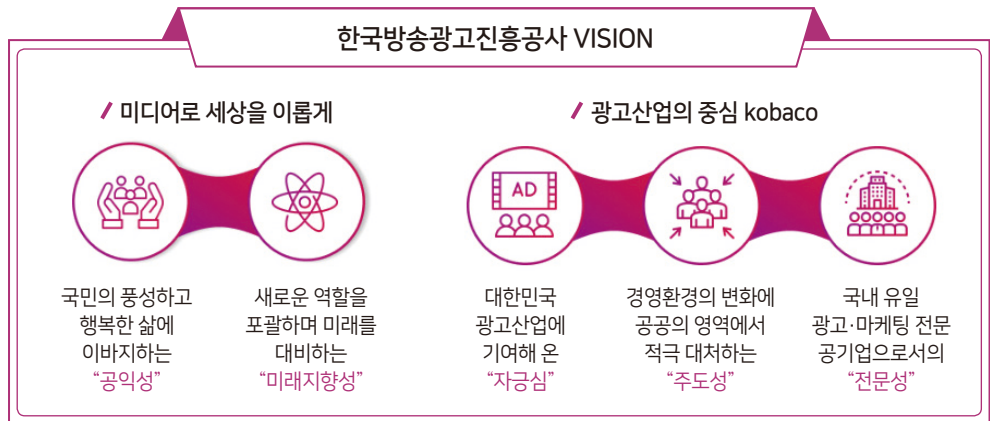 한국방송광고진흥공사 VISION
미디어로 세상을 이롭게
국민의 풍성하고
행복한 삶에
이바지하는
“공익성”
새로운 역할을
포괄하며 미래를
대비하는
“미래지향성”
광고산업의 중심 kobaco
AD
대한민국
광고산업에
기여해 온
“자긍심”
경영환경의 변화에
공공의 영역에서
적극 대처하는
“주도성”
국내 유일
광고·마케팅 전문
공기업으로서의
“전문성”